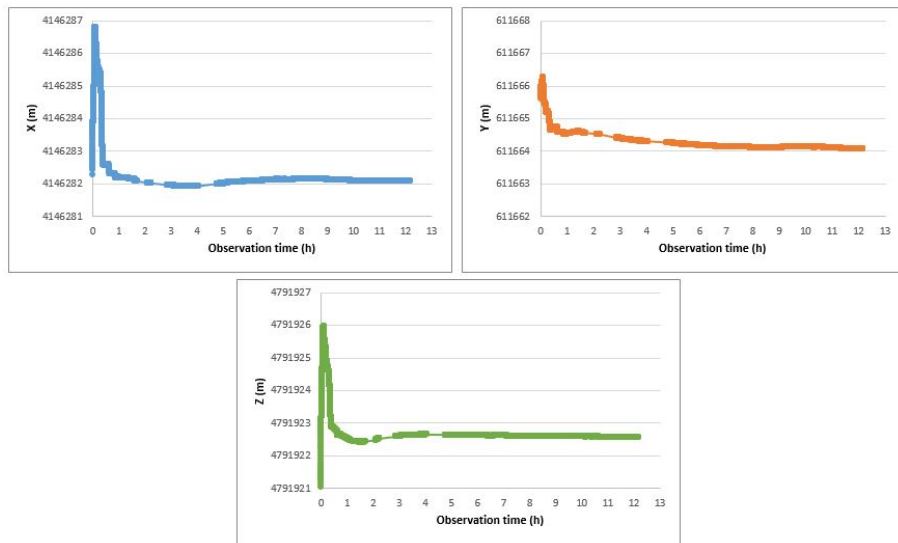 4146287
4146286
4146285
4146284
4146283
4146282
4146281
X (m)
0 1 2 3 4 5 6 7 8 9 10 11 12 13
Observation time (h)
611668
611667
611666
611665
611664
611663
611662
Y (m)
0 1 2 3 4 5 6 7 8 9 10 11 12 13
Observation time (h)
4791927
4791926
4791925
4791924
4791923
4791922
4791921
Z (m)
0 1 2 3 4 5 6 7 8 9 10 11 12 13
Observation time (h)